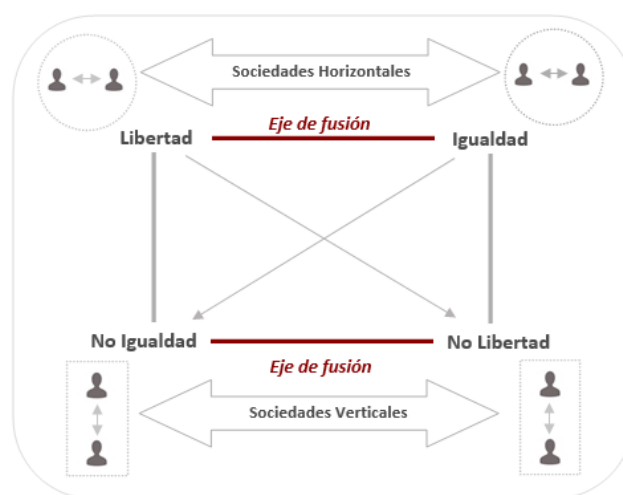 Sociedades Horizontales
Eje de fusión
Libertad
Igualdad
No Igualdad
No Libertad
Eje de fusión
Sociedades Verticales